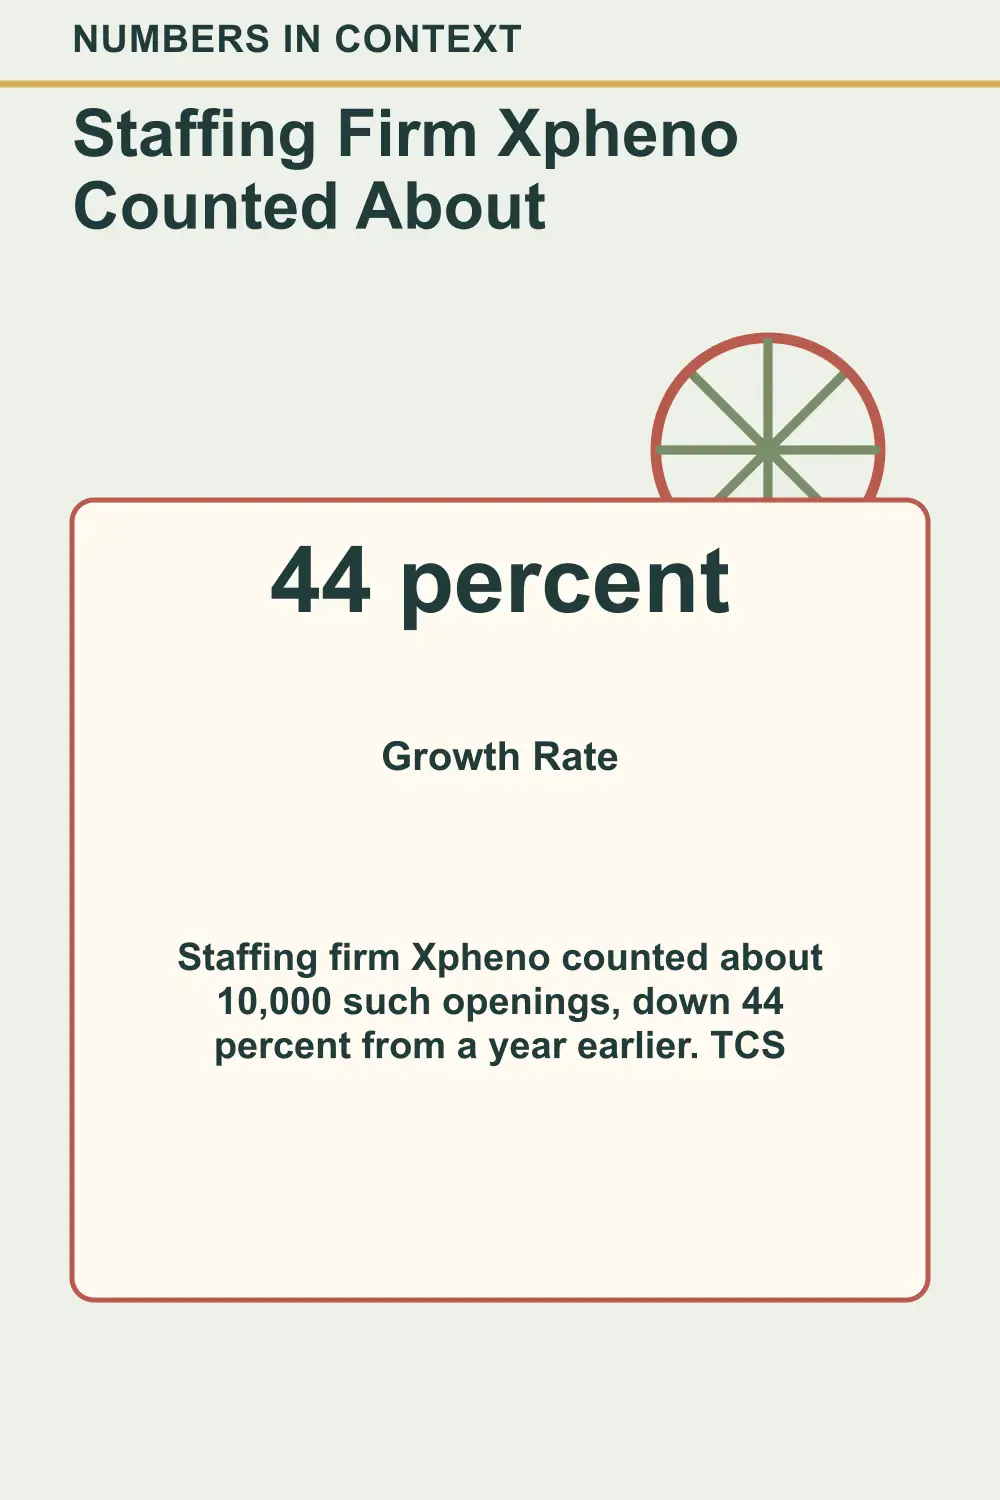 NUMBERS IN CONTEXT
Staffing Firm Xpheno
Counted About
44 percent
Growth Rate
Staffing firm Xpheno counted about
10,000 such openings, down 44
percent from a year earlier. TCS